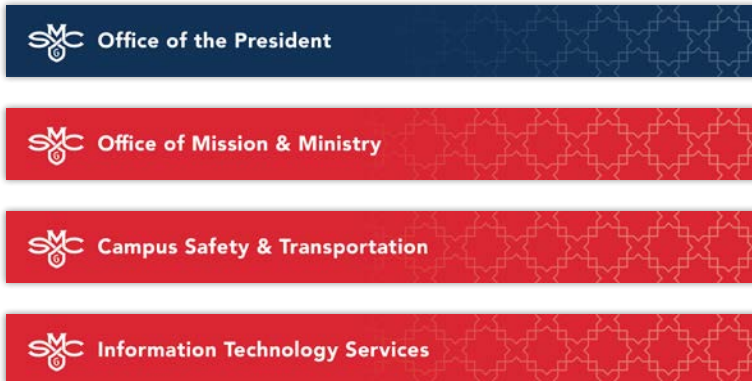 SMC G Office of the President
SMC G Office of Mission & Ministry
SMC G Campus Safety & Transportation
SMC G Information Technology Services